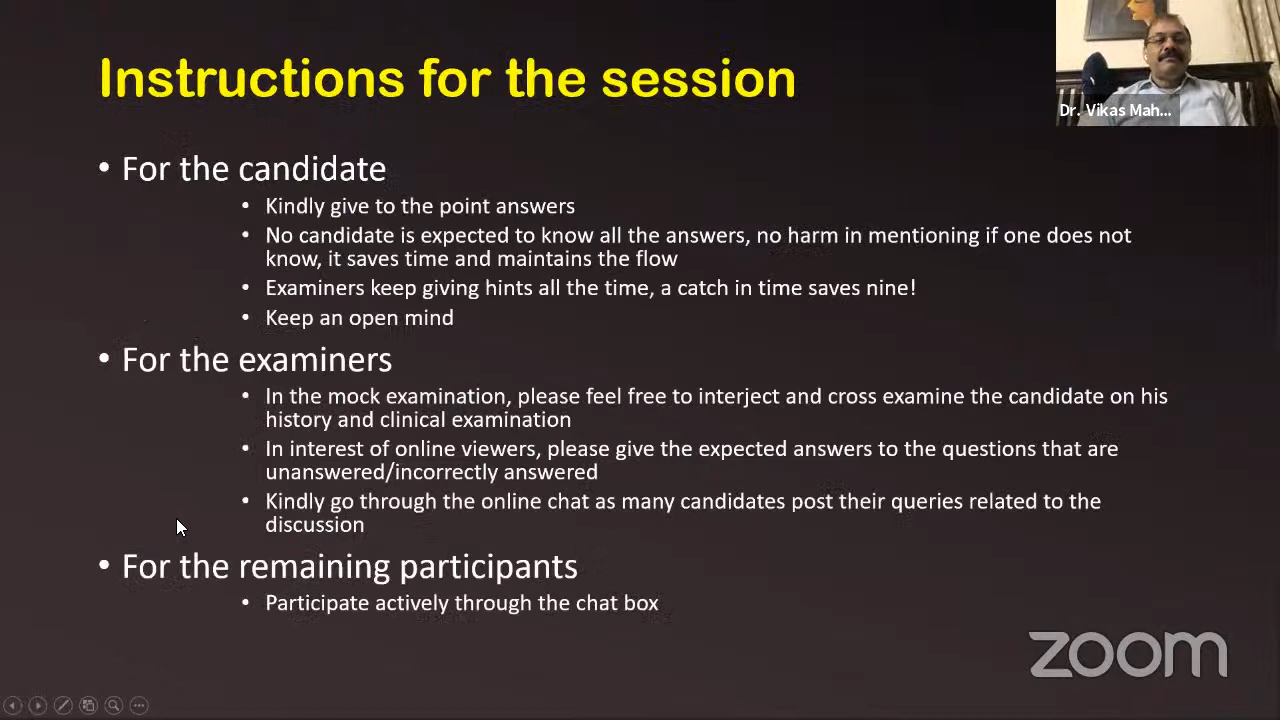 Instructions for the session
Dr. Vikas Mah...
• For the candidate
• Kindly give to the point answers
• No candidate is expected to know all the answers, no harm in mentioning if one does not
know, it saves time and maintains the flow
• Examiners keep giving hints all the time, a catch in time saves nine!
• Keep an open mind
• For the examiners
• In the mock examination, please feel free to interject and cross examine the candidate on his
history and clinical examination
• In interest of online viewers, please give the expected answers to the questions that are
unanswered/incorrectly answered
• Kindly go through the online chat as many candidates post their queries related to the
discussion
• For the remaining participants
• Participate actively through the chat box
zoom